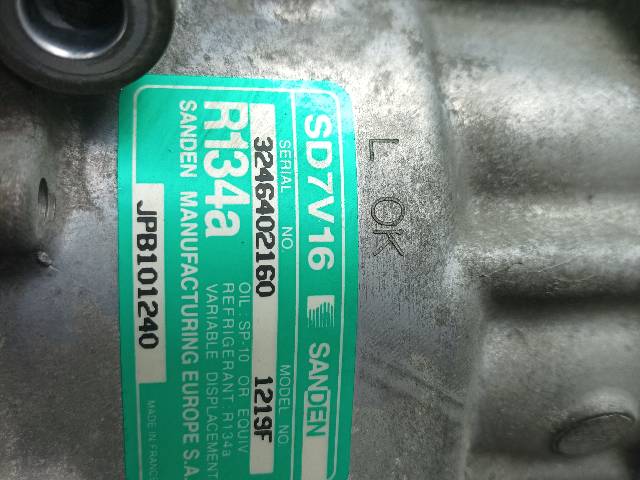 L OK
SD7V16 SANDEN
SERIAL NO. MODEL NO.
3246402160 1219F
R134a
OIL : SP-10 OR EQUIV
REFRIGERANT R134a
VARIABLE DISPLACEMENT
SANDEN MANUFACTURING EUROPE S.A.
JPB101240
MADE IN FRANCE